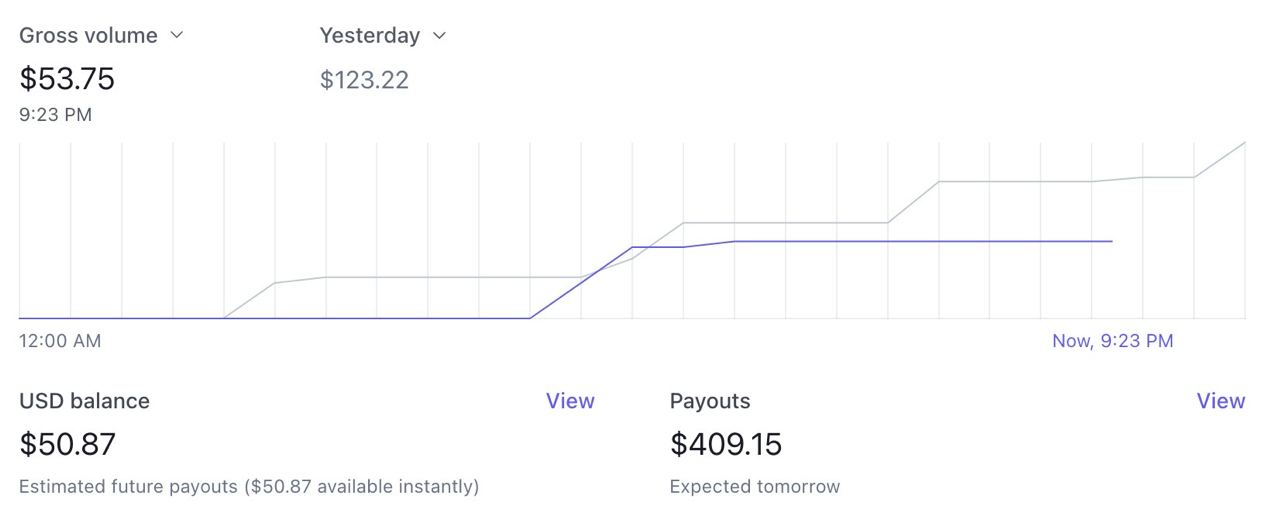 Gross volume
Yesterday
$53.75
$123.22
9:23 PM
12:00 AM
Now, 9:23 PM
USD balance
View
Payouts
View
$50.87
$409.15
Estimated future payouts ($50.87 available instantly)
Expected tomorrow